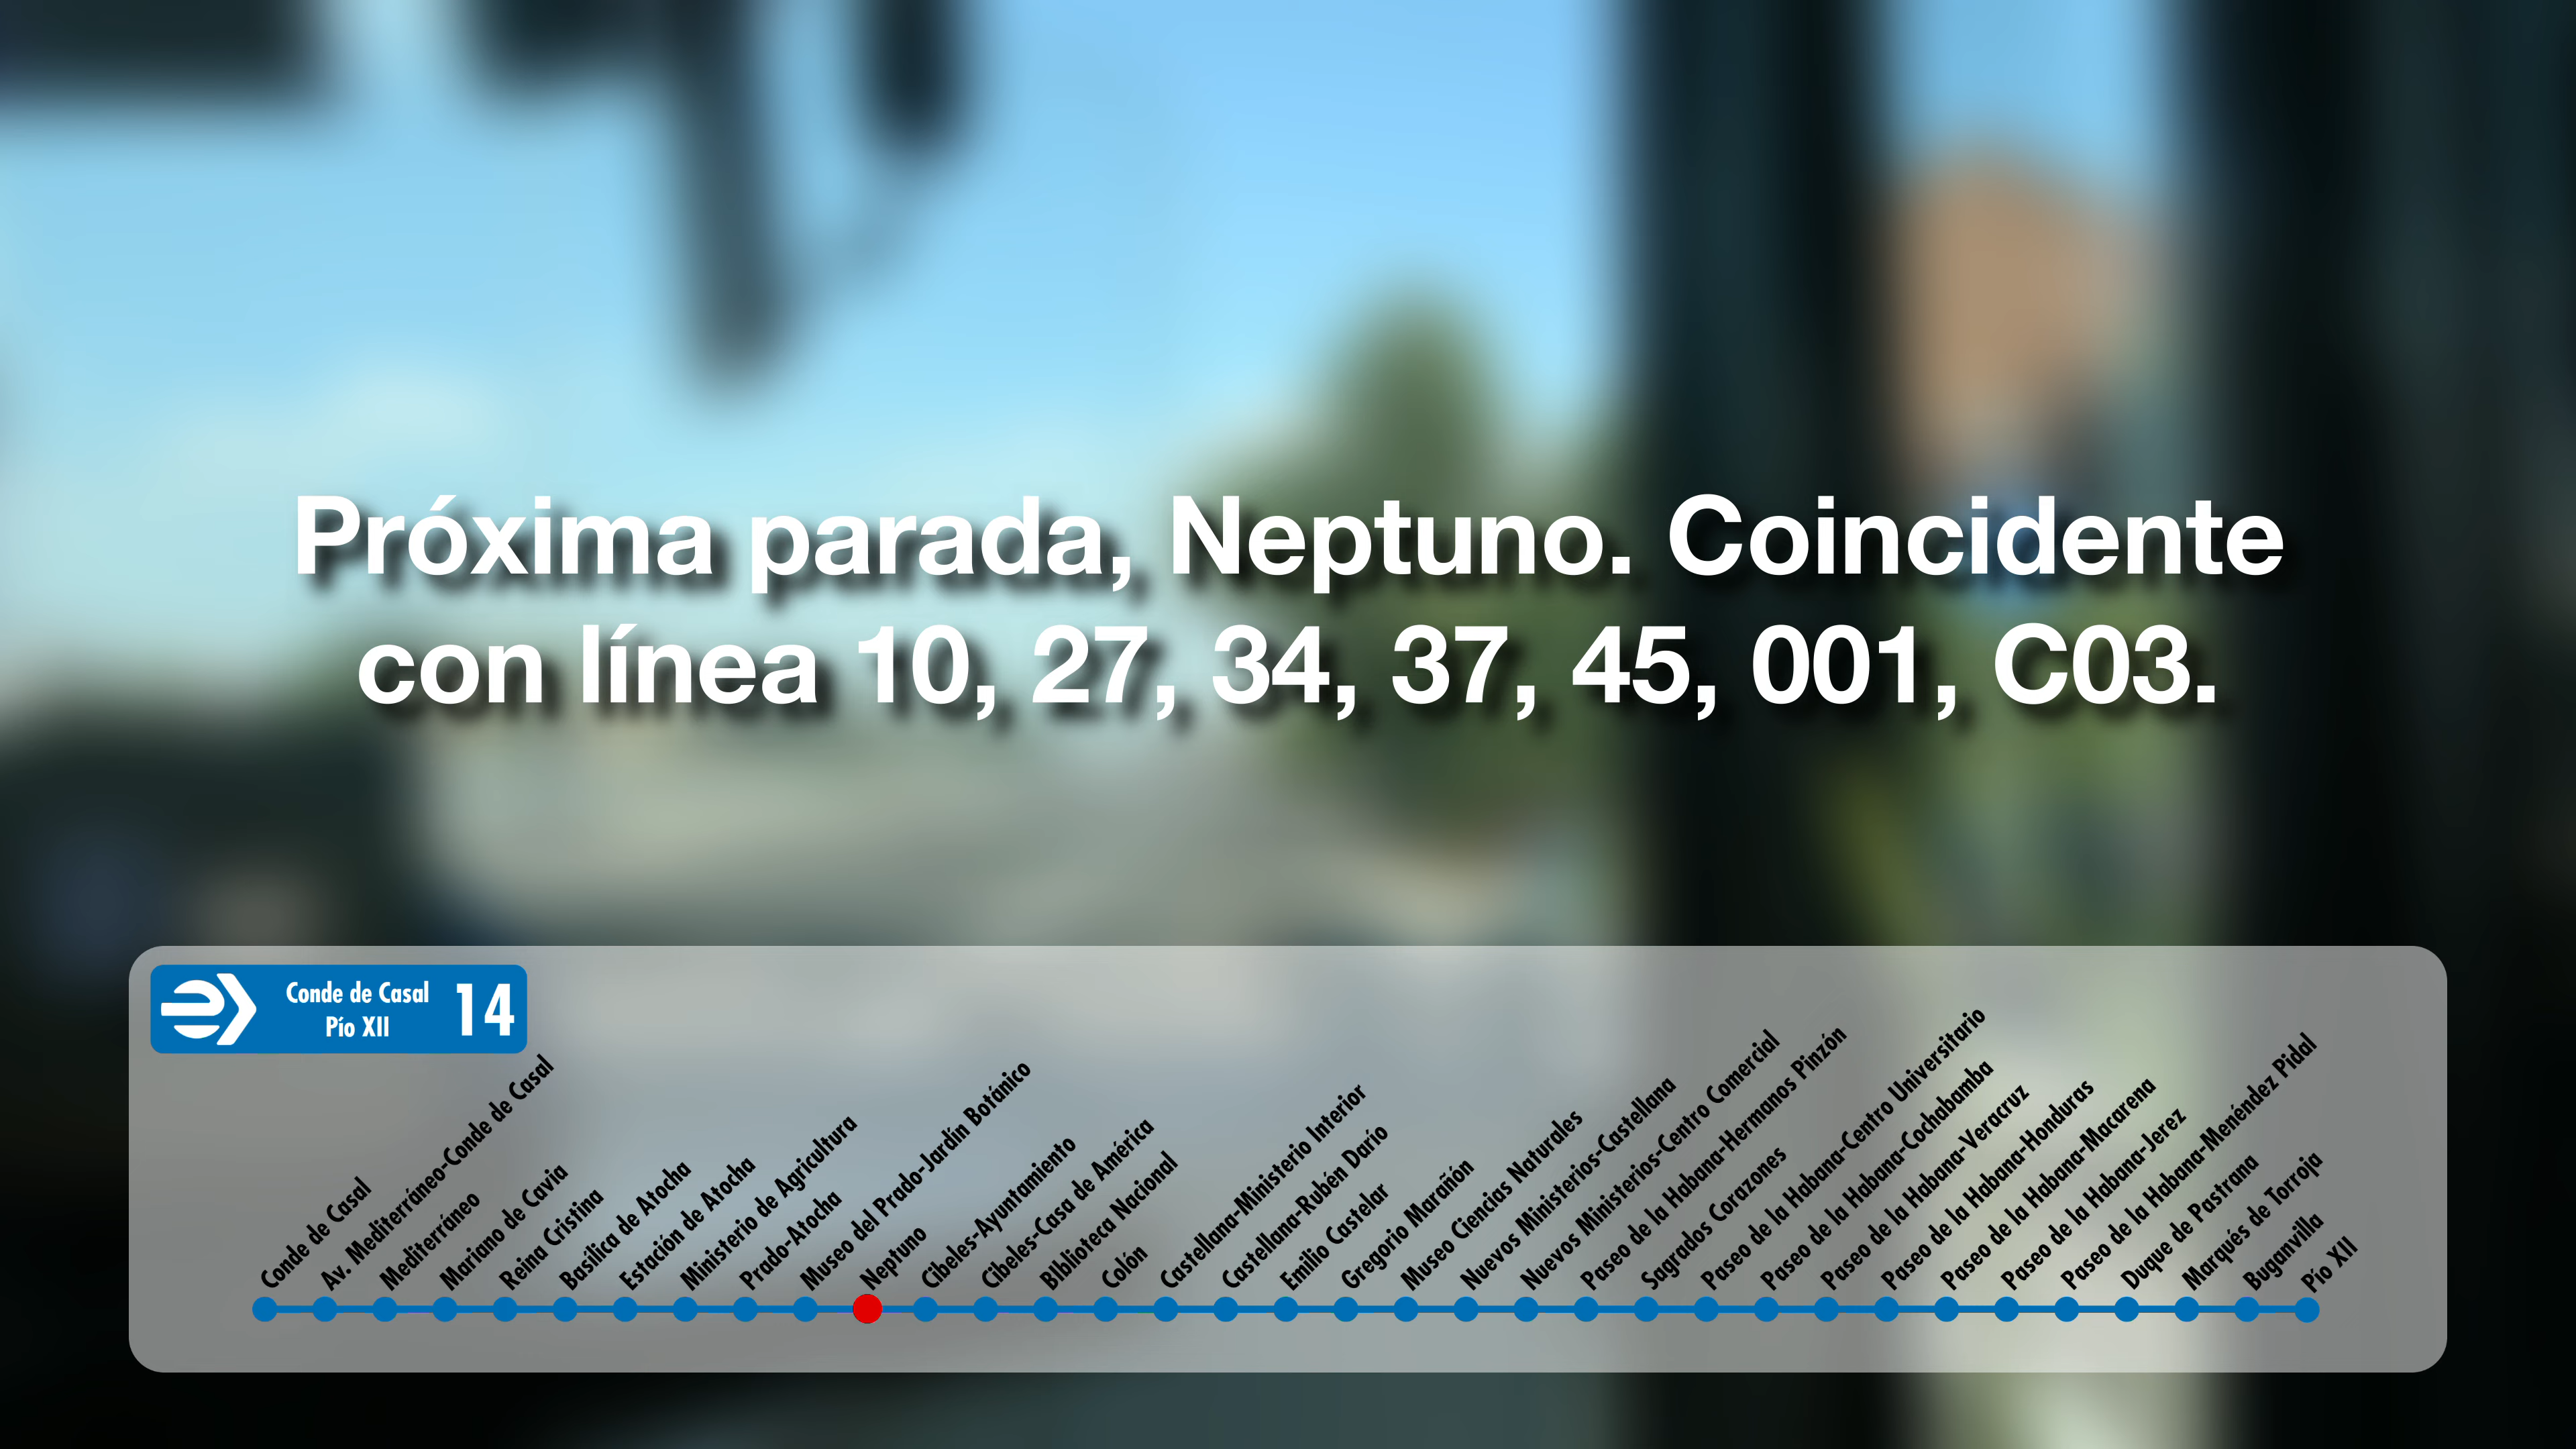 Próxima parada, Neptuno. Coincidente
con línea 10, 27, 34, 37, 45, 001, C03.
Conde de Casal
Pío XII
14
Conde de Casal
Av. Mediterráneo-Conde de Casal
Mediterráneo
Mariano de Cavia
Reina Cristina
Basílica de Atocha
Estación de Atocha
Ministerio de Agricultura
Prado-Atocha
Museo del Prado-Jardín Botánico
Neptuno
Cibeles-Ayuntamiento
Cibeles-Casa de América
BIblioteca Nacional
Colón
Castellana-Ministerio Interior
Castellana-Rubén Darío
Emilio Castelar
Gregorio Marañón
Museo Ciencias Naturales
Nuevos Ministerios-Castellana
Nuevos Ministerios-Centro Comercial
Paseo de la Habana-Hermanos Pinzón
Sagrados Corazones
Paseo de la Habana-Centro Universitario
Paseo de la Habana-Cochabamba
Paseo de la Habana-Veracruz
Paseo de la Habana-Honduras
Paseo de la Habana-Macarena
Paseo de la Habana-Jerez
Paseo de la Habana-Menéndez Pidal
Duque de Pastrana
Marqués de Torroja
Buganvilla
Pío XII